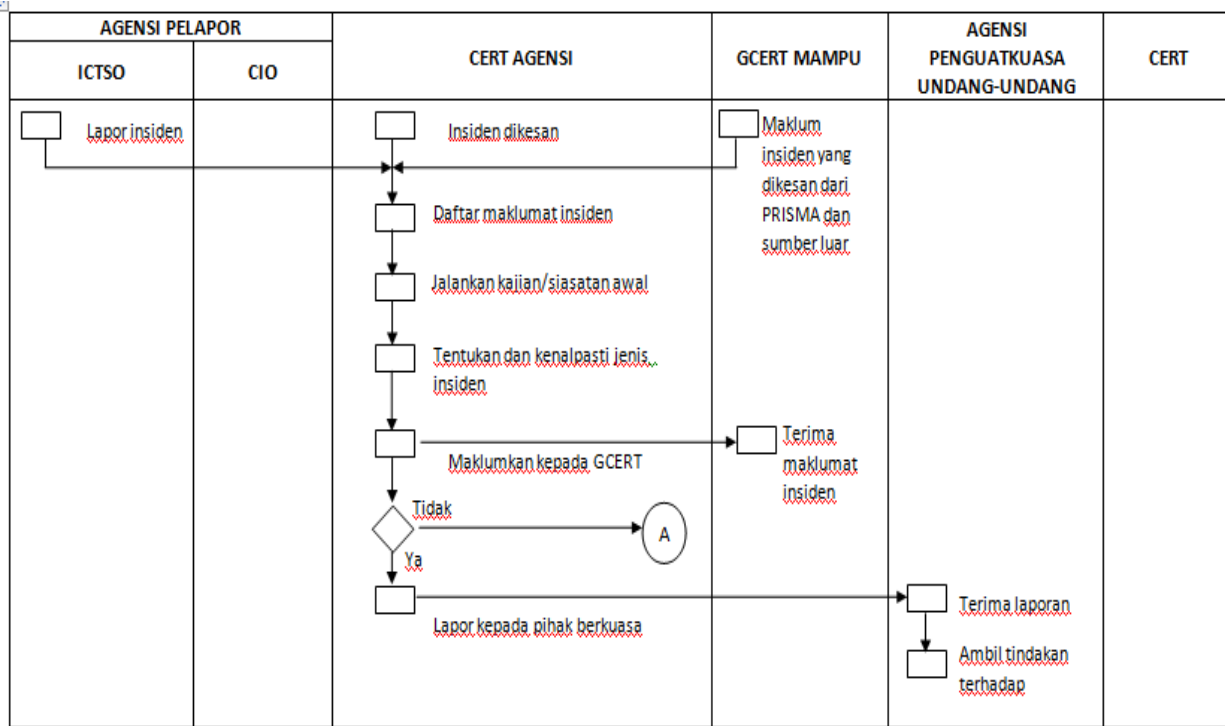 AGENSI PELAPOR
ICTSO
CIO
CERT AGENSI
GCERT MAMPU
AGENSI
PENGUATKUASA
UNDANG-UNDANG
CERT
Lapor insiden
Insiden dikesan
Maklum
insiden yang
dikesan dari
PRISMA dan
sumber luar
Daftar maklumat insiden
Jalankan kajian/siasatan awal
Tentukan dan kenalpasti jenis
insiden
Maklumkan kepada GCERT
Terima
maklumat
insiden
Tidak
A
Ya
Lapor kepada pihak berkuasa
Terima laporan
Ambil tindakan
terhadap